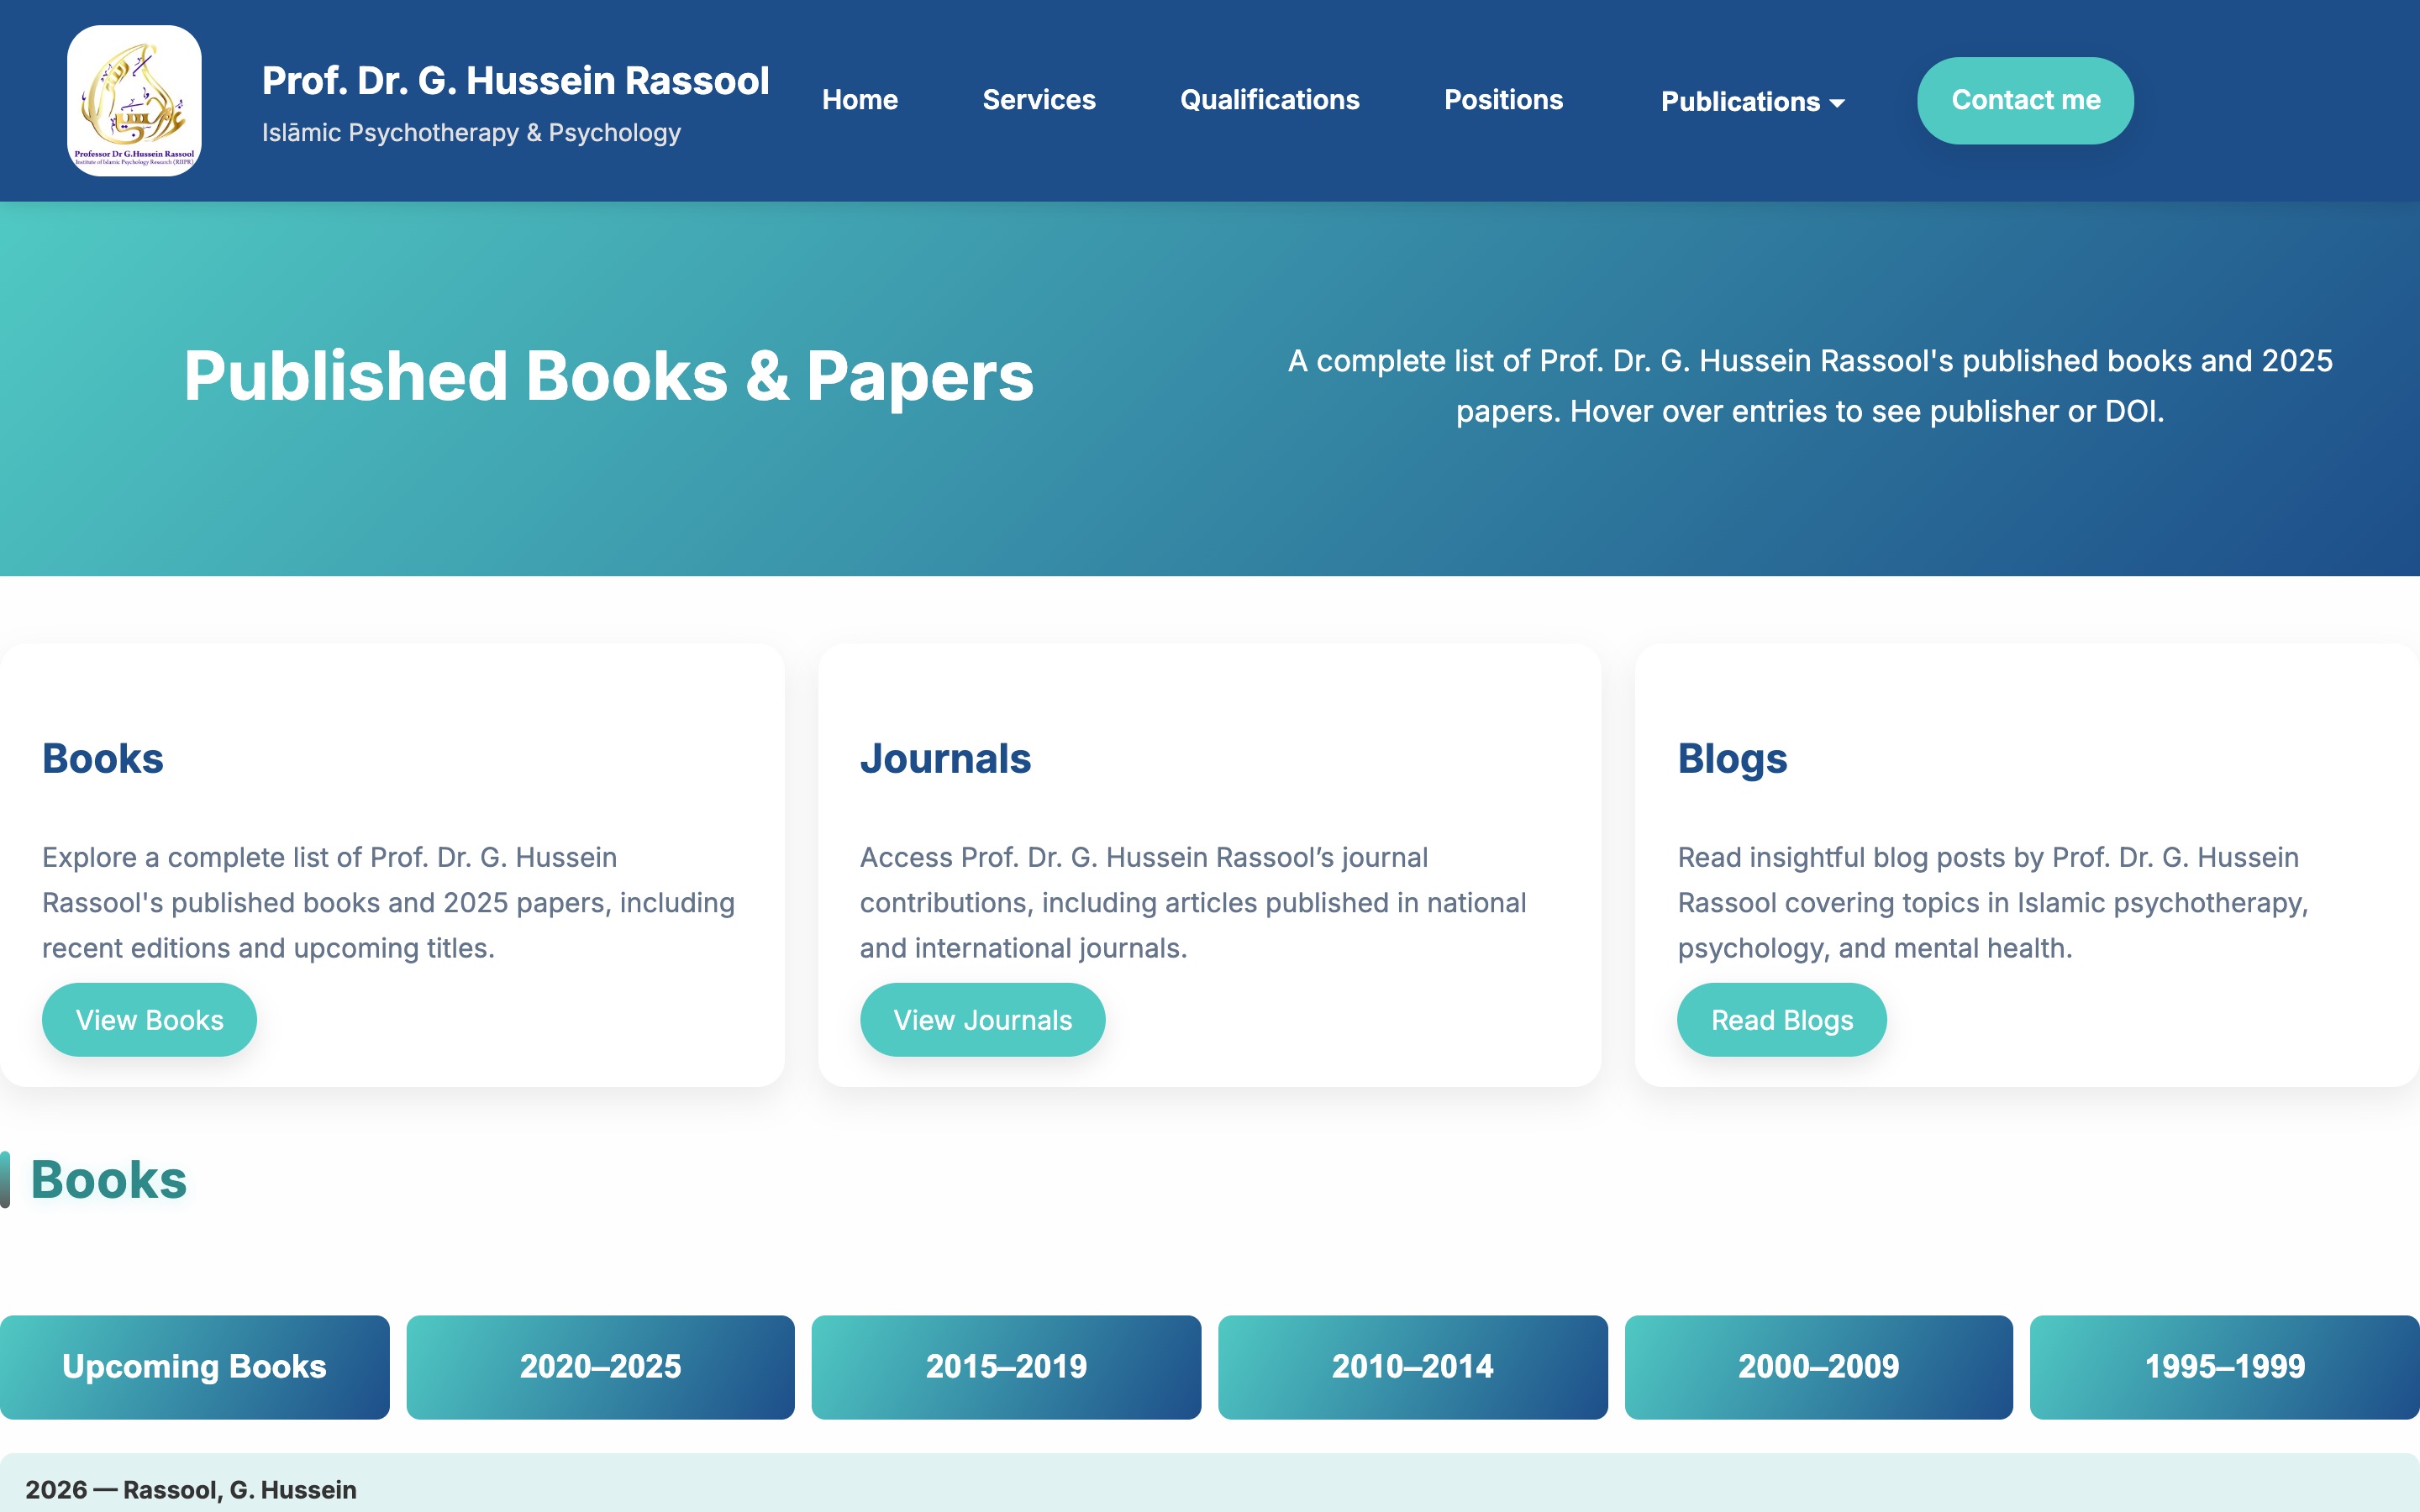 Professor Dr G.Hussein Rassool
Institute of Islamic Psychology Research (RIIPR)
Prof. Dr. G. Hussein Rassool
Islāmic Psychotherapy & Psychology
Home
Services
Qualifications
Positions
Publications
Contact me
Published Books & Papers
A complete list of Prof. Dr. G. Hussein Rassool's published books and 2025
papers. Hover over entries to see publisher or DOI.
Books
Explore a complete list of Prof. Dr. G. Hussein
Rassool's published books and 2025 papers, including
recent editions and upcoming titles.
View Books
Journals
Access Prof. Dr. G. Hussein Rassool’s journal
contributions, including articles published in national
and international journals.
View Journals
Blogs
Read insightful blog posts by Prof. Dr. G. Hussein
Rassool covering topics in Islamic psychotherapy,
psychology, and mental health.
Read Blogs
Books
Upcoming Books
2020–2025
2015–2019
2010–2014
2000–2009
1995–1999
2026 — Rassool, G. Hussein